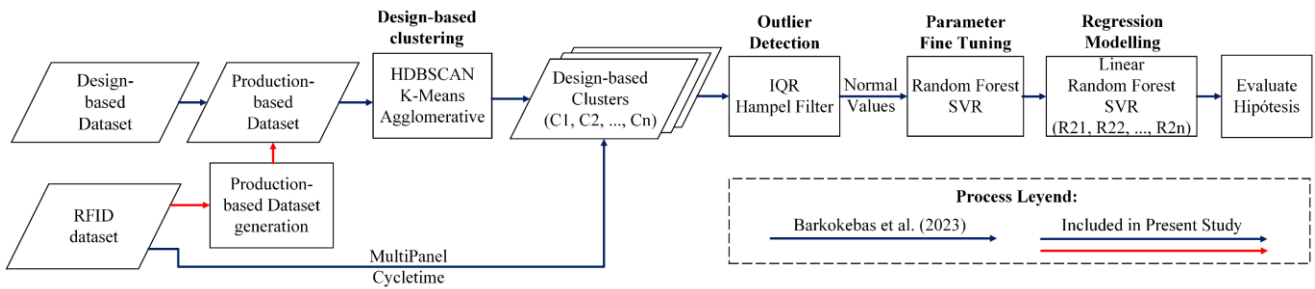 Design-based
clustering
Outlier
Detection
Parameter
Fine Tuning
Regression
Modelling
Design-
based
Dataset
Production-
based
Dataset
HDBSCAN
K-Means
Agglomerative
Design-based
Clusters
(C1, C2, ..., Cn)
IQR
Hampel Filter
Normal
Values
Random Forest
SVR
Linear
Random Forest
SVR
(R21, R22, ..., R2n)
Evaluate
Hipótesis
RFID
dataset
Production-
based Dataset
generation
MultiPanel
Cycletime
Process Leyend:
Barkokebas et al. (2023)
Included in Present Study